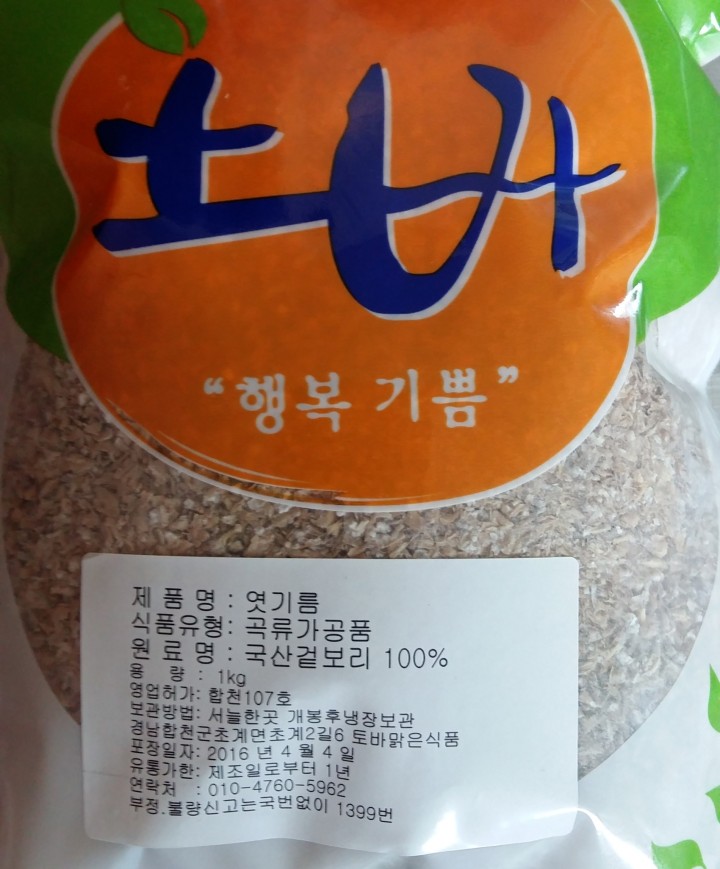 토바
“행복 기쁨”
제 품 명 : 엿기름
식품유형: 곡류가공품
원 료 명 : 국산겉보리 100%
용 량 : 1kg
영업허가: 합천107호
보관방법: 서늘한곳 개봉후냉장보관
경남합천군초계면초계2길6 토바맑은식품
포장일자: 2016 년 4 월 4 일
유통가한: 제조일로부터 1년
연락처 : 010-4760-5962
부정.불량신고는국번없이 1399번